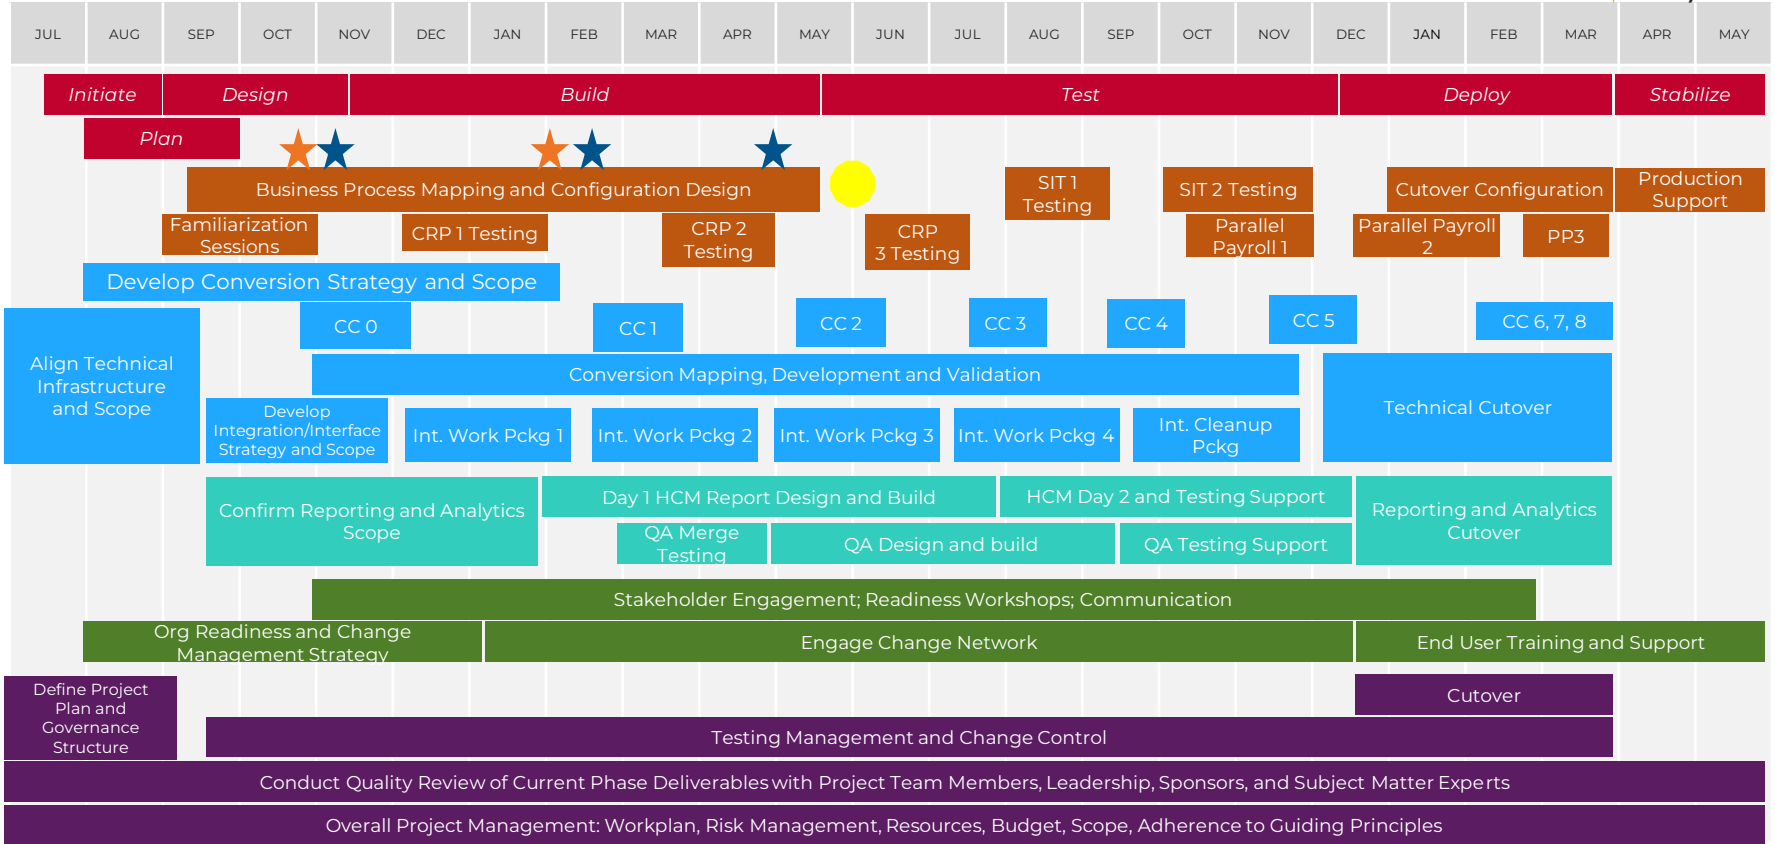 JUL AUG SEP OCT NOV DEC JAN FEB MAR APR MAY JUN JUL AUG SEP OCT NOV DEC JAN FEB MAR APR MAY
Initiate Design Build Test Deploy Stabilize
Plan
Business Process Mapping and Configuration Design
SIT 1
Testing
SIT 2 Testing
Cutover Configuration
Production
Support
Familiarization
Sessions
CRP 1 Testing
CRP 2
Testing
CRP
3 Testing
Parallel
Payroll 1
Parallel Payroll
2
PP3
Develop Conversion Strategy and Scope
CC 0
CC 1
CC 2
CC 3
CC 4
CC 5
CC 6, 7, 8
Align Technical
Infrastructure
and Scope
Conversion Mapping, Development and Validation
Technical Cutover
Develop
Integration/Interface
Strategy and Scope
Int. Work Pckg 1
Int. Work Pckg 2
Int. Work Pckg 3
Int. Work Pckg 4
Int. Cleanup
Pckg
Confirm Reporting and Analytics
Scope
Day 1 HCM Report Design and Build
HCM Day 2 and Testing Support
Reporting and Analytics
Cutover
QA Merge
Testing
QA Design and build
QA Testing Support
Stakeholder Engagement; Readiness Workshops; Communication
Org Readiness and Change
Management Strategy
Engage Change Network
End User Training and Support
Define Project
Plan and
Governance
Structure
Cutover
Testing Management and Change Control
Conduct Quality Review of Current Phase Deliverables with Project Team Members, Leadership, Sponsors, and Subject Matter Experts
Overall Project Management: Workplan, Risk Management, Resources, Budget, Scope, Adherence to Guiding Principles